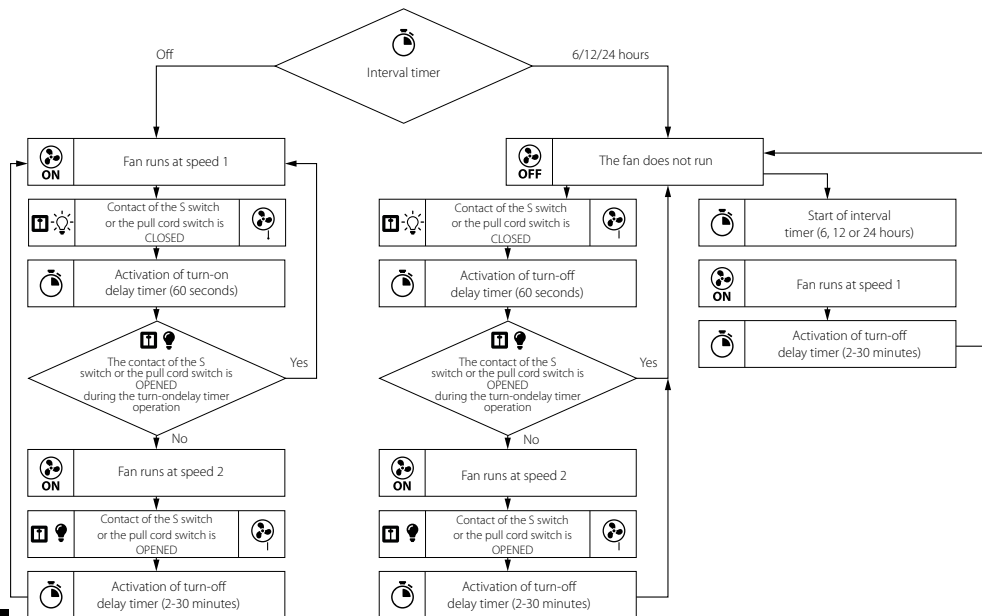 Interval timer
Off
6/12/24 hours
ON
Fan runs at speed 1
Contact of the S switch
or the pull cord switch is
CLOSED
Activation of turn-on
delay timer (60 seconds)
The contact of the S
switch or the pull cord switch is
OPENED
during the turn-ondelay timer
operation
Yes
No
ON
Fan runs at speed 2
Contact of the S switch
or the pull cord switch is
OPENED
Activation of turn-off
delay timer (2-30 minutes)
OFF
The fan does not run
Contact of the S switch
or the pull cord switch is
CLOSED
Activation of turn-off
delay timer (60 seconds)
The contact of the S
switch or the pull cord switch is
OPENED
during the turn-ondelay timer
operation
Yes
No
ON
Fan runs at speed 2
Contact of the S switch
or the pull cord switch is
OPENED
Activation of turn-off
delay timer (2-30 minutes)
Start of interval
timer (6, 12 or 24 hours)
ON
Fan runs at speed 1
Activation of turn-off
delay timer (2-30 minutes)